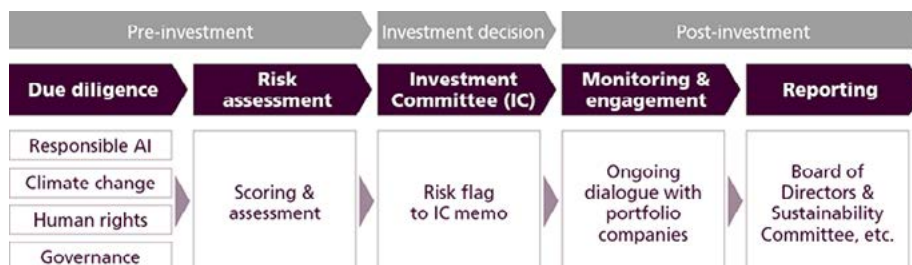 Pre-investment
Investment decision
Post-investment
Due diligence
Risk
assessment
Investment
Committee (IC)
Monitoring &
engagement
Reporting
Responsible AI
Climate change
Human rights
Governance
Scoring &
assessment
Risk flag
to IC memo
Ongoing
dialogue with
portfolio
companies
Board of
Directors &
Sustainability
Committee, etc.